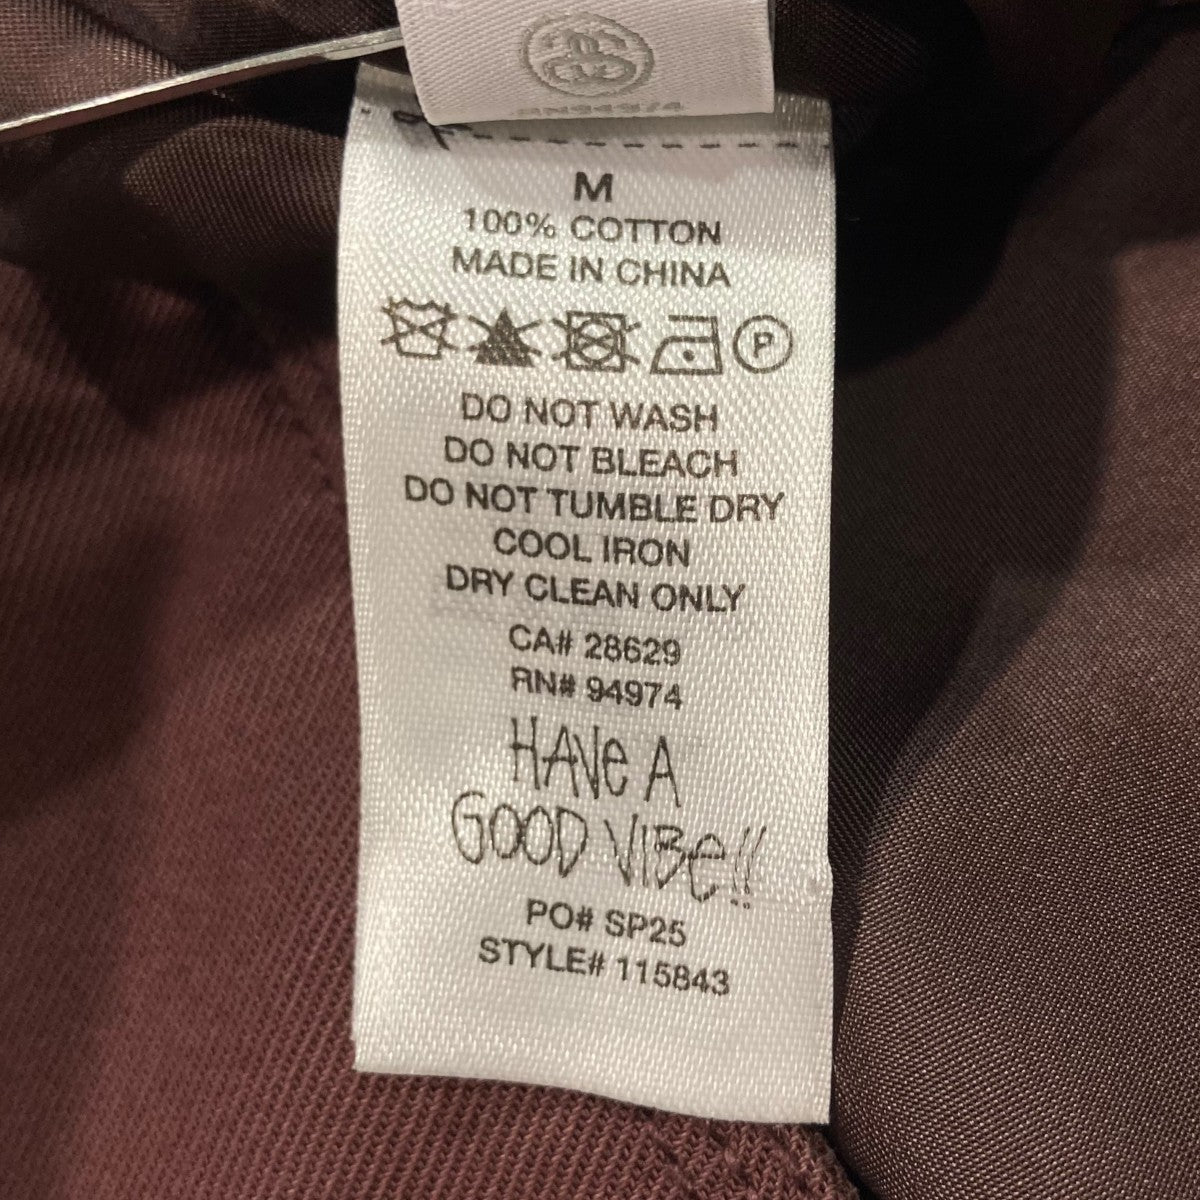 RN94974
M
100% COTTON
MADE IN CHINA
P
DO NOT WASH
DO NOT BLEACH
DO NOT TUMBLE DRY
COOL IRON
DRY CLEAN ONLY
CA# 28629
RN# 94974
HAVe A
GOOD VIBe!!
PO# SP25
STYLE# 115843